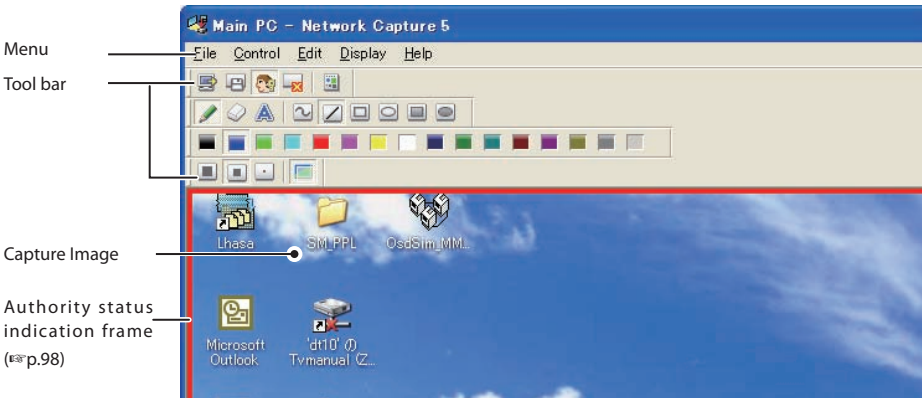 Main PC - Network Capture 5
Menu
File Control Edit Display Help
Tool bar
A
Lhasa
SM_PPL
OsdSim_MM...
Capture Image
Authority status
indication frame
(☞p.98)
Microsoft
Outlook
'dt10' の
Tvmanual (Z...